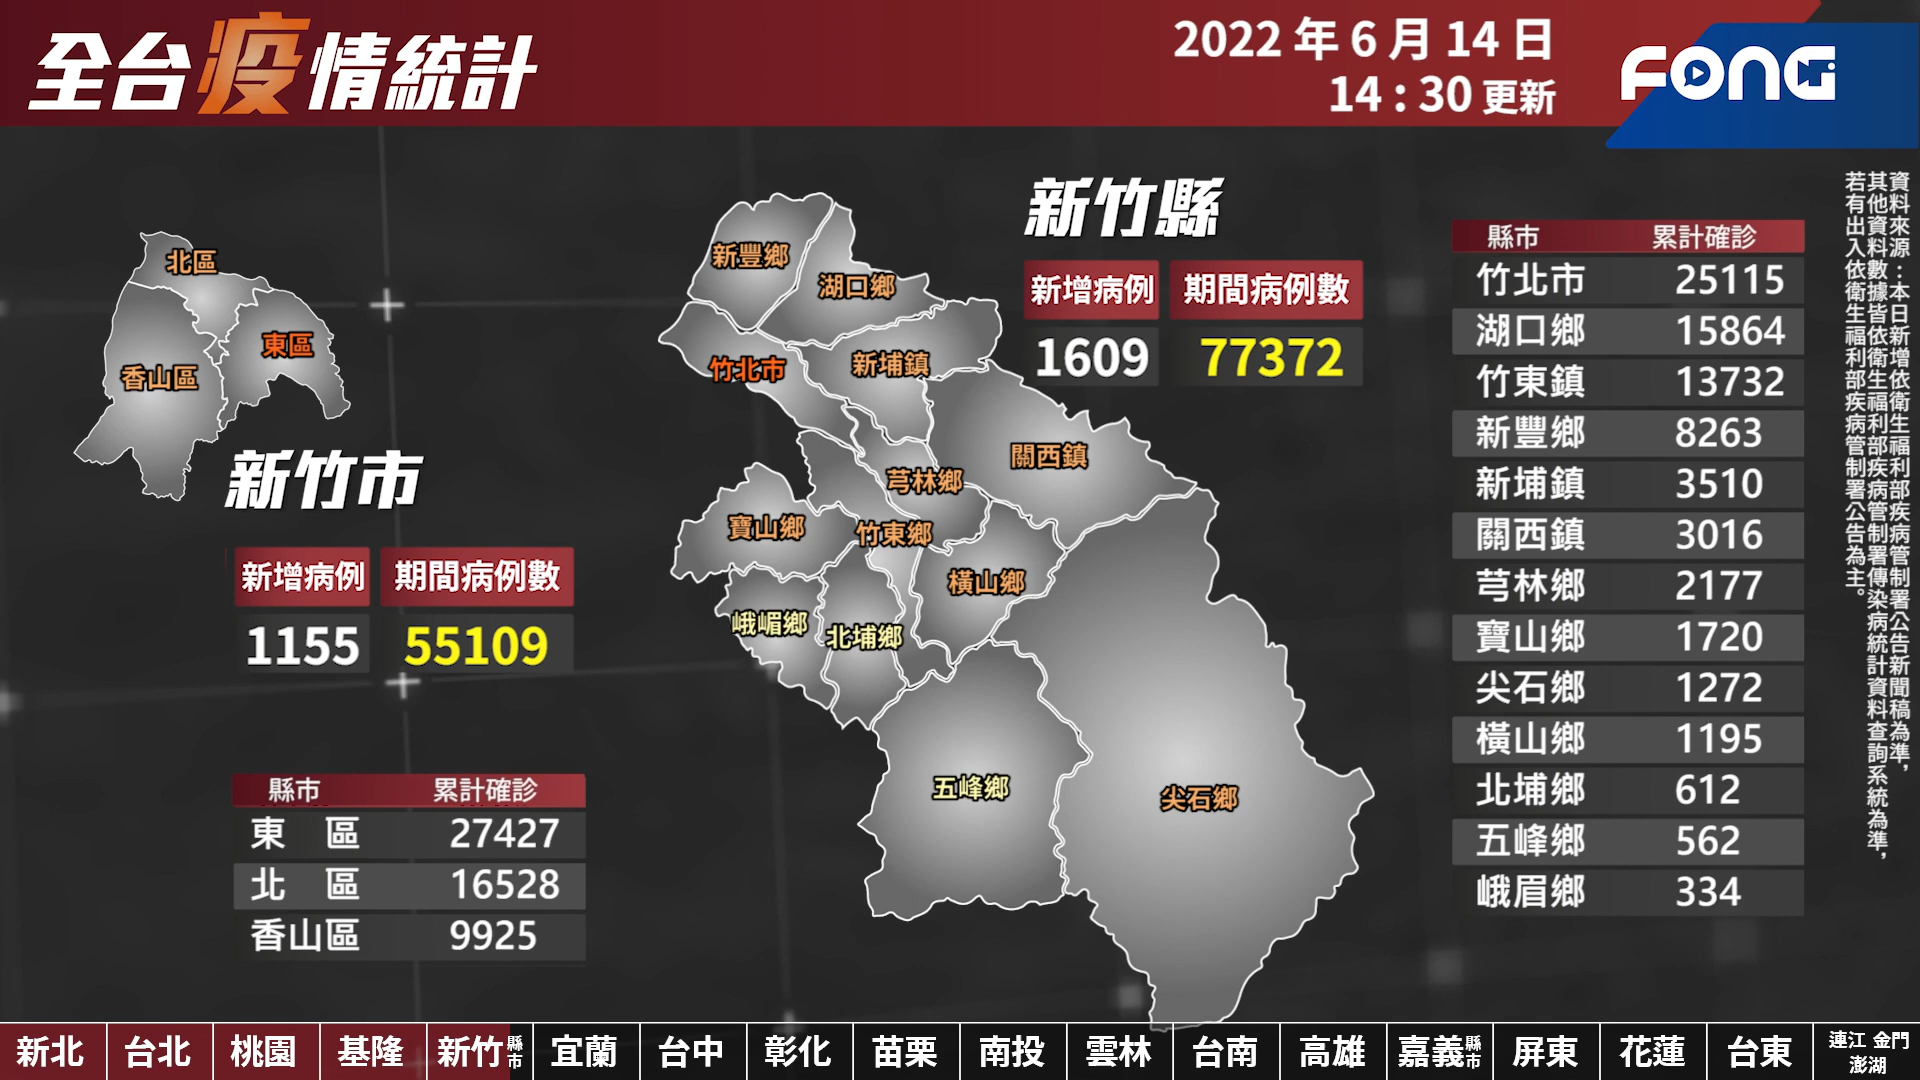 全台疫情統計
2022 年 6 月 14 日
14 : 30 更新
FONG
北區
東區
香山區
新竹市
新增病例 期間病例數
1155 55109
縣市 累計確診
東 區 27427
北 區 16528
香山區 9925
新竹縣
新增病例 期間病例數
1609 77372
新豐鄉
湖口鄉
竹北市
新埔鎮
關西鎮
芎林鄉
寶山鄉
竹東鄉
橫山鄉
峨嵋鄉
北埔鄉
五峰鄉
尖石鄉
縣市 累計確診
竹北市 25115
湖口鄉 15864
竹東鎮 13732
新豐鄉 8263
新埔鎮 3510
關西鎮 3016
芎林鄉 2177
寶山鄉 1720
尖石鄉 1272
橫山鄉 1195
北埔鄉 612
五峰鄉 562
峨眉鄉 334
資料來源：本日新增依衛生福利部疾病管制署公告新聞稿為準，
其他資料數據皆依衛生福利部疾病管制署傳染病統計資料查詢系統為準，
若有出入依衛生福利部疾病管制署公告為主。
新北 台北 桃園 基隆 新竹縣市 宜蘭 台中 彰化 苗栗 南投 雲林 台南 高雄 嘉義縣市 屏東 花蓮 台東 連江 金門 澎湖